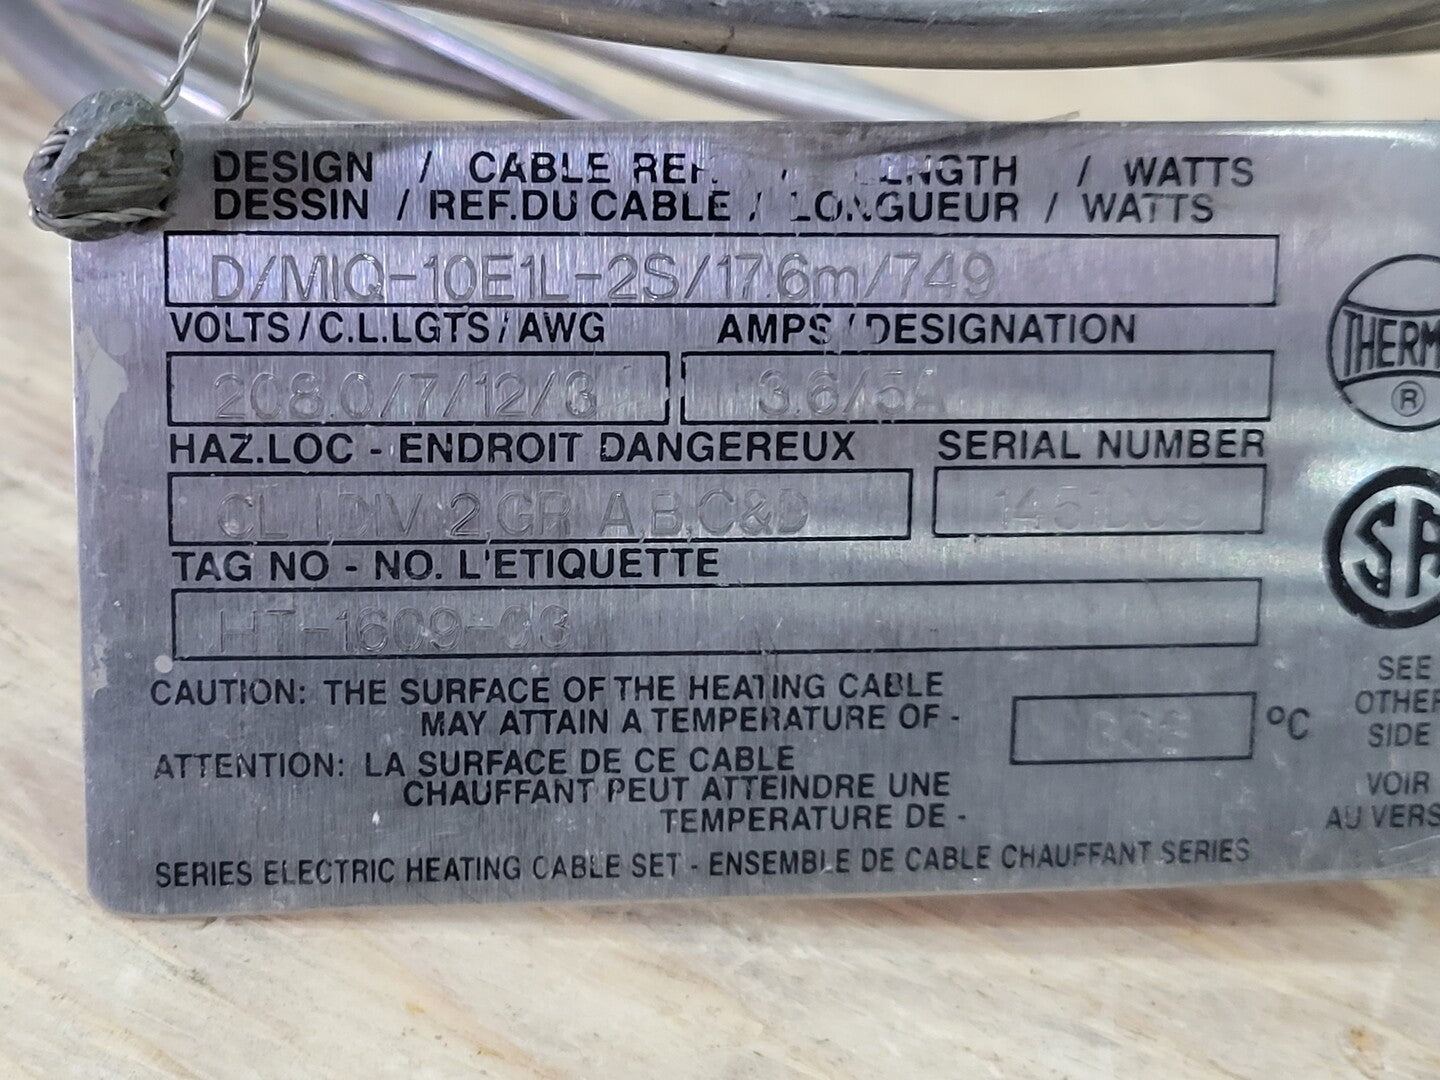 DESIGN / CABLE REF. / LENGTH / WATTS
DESSIN / REF.DU CABLE / LONGUEUR / WATTS
D/MIQ-10E1L-2S/17.6m/749
VOLTS / C.L.LGTS / AWG AMPS / DESIGNATION
208.0/7/12/3 3.6/5A
HAZ.LOC - ENDROIT DANGEREUX SERIAL NUMBER
CL I,DIV 2,GR A,B,C&D
TAG NO - NO. L'ETIQUETTE
HT-1609-03
THERM
®
SA
CAUTION: THE SURFACE OF THE HEATING CABLE
MAY ATTAIN A TEMPERATURE OF -
°C
ATTENTION: LA SURFACE DE CE CABLE
CHAUFFANT PEUT ATTEINDRE UNE
TEMPERATURE DE -
SEE
OTHER
SIDE
VOIR
AU VERS
SERIES ELECTRIC HEATING CABLE SET - ENSEMBLE DE CABLE CHAUFFANT SERIES